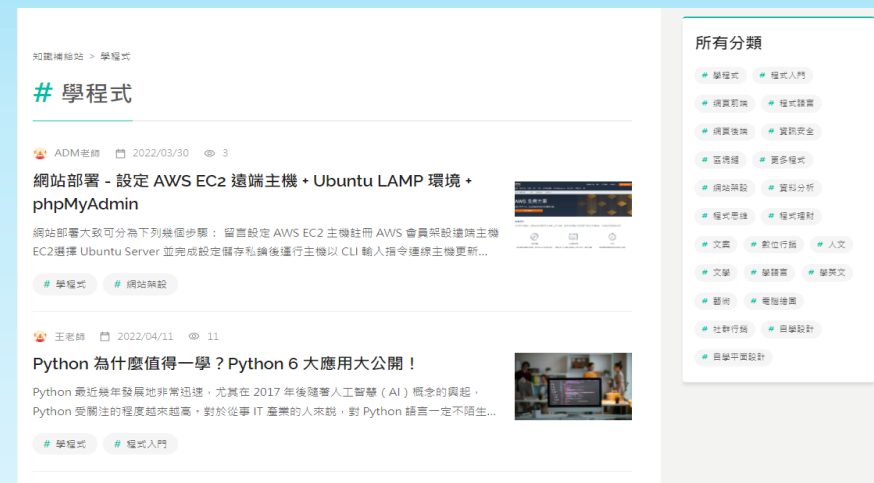 知識補給站 > 學程式
# 學程式
ADM老師 2022/03/30 3
網站部署 - 設定 AWS EC2 遠端主機 + Ubuntu LAMP 環境 +
phpMyAdmin
網站部署大致可分為下列幾個步驟： 留言設定 AWS EC2 主機註冊 AWS 會員架設遠端主機
EC2選擇 Ubuntu Server 並完成設定儲存私鑰後運行主機以 CLI 輸入指令連線主機更新...
# 學程式 # 網站架設
王老師 2022/04/11 11
Python 為什麼值得一學？Python 6 大應用大公開！
Python 最近幾年發展地非常迅速，尤其在 2017 年後隨著人工智慧（AI）概念的興起，
Python 受關注的程度越來越高。對於從事 IT 產業的人來說，對 Python 語言一定不陌生...
# 學程式 # 程式入門
所有分類
# 學程式 # 程式入門
# 網頁前端 # 程式語言
# 網頁後端 # 資訊安全
# 區塊鏈 # 更多程式
# 網站架設 # 資料分析
# 程式思維 # 程式理財
# 文案 # 數位行銷 # 人文
# 文學 # 學語言 # 學英文
# 藝術 # 電腦繪圖
# 社群行銷 # 自學設計
# 自學平面設計